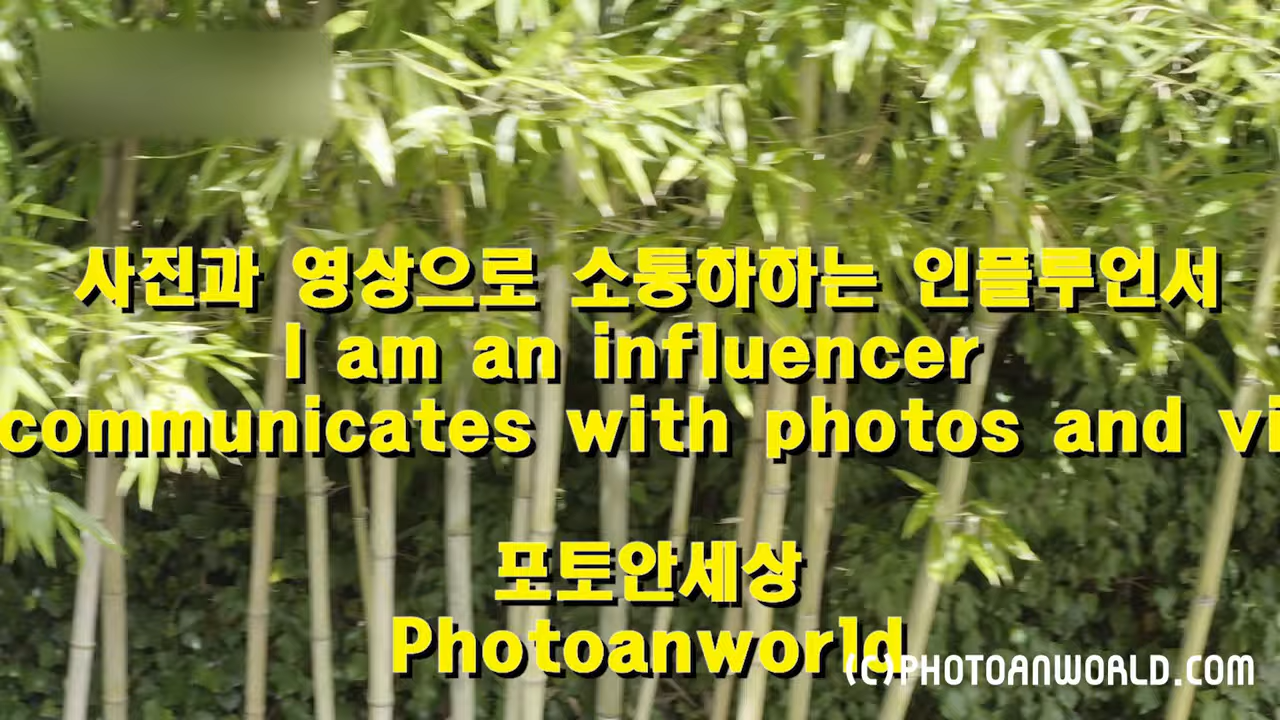 사진과 영상으로 소통하하는 인플루언서
I am an influencer
communicates with photos and vi
포토안세상
Photoanworld
(C)PHOTOANWORLD.COM